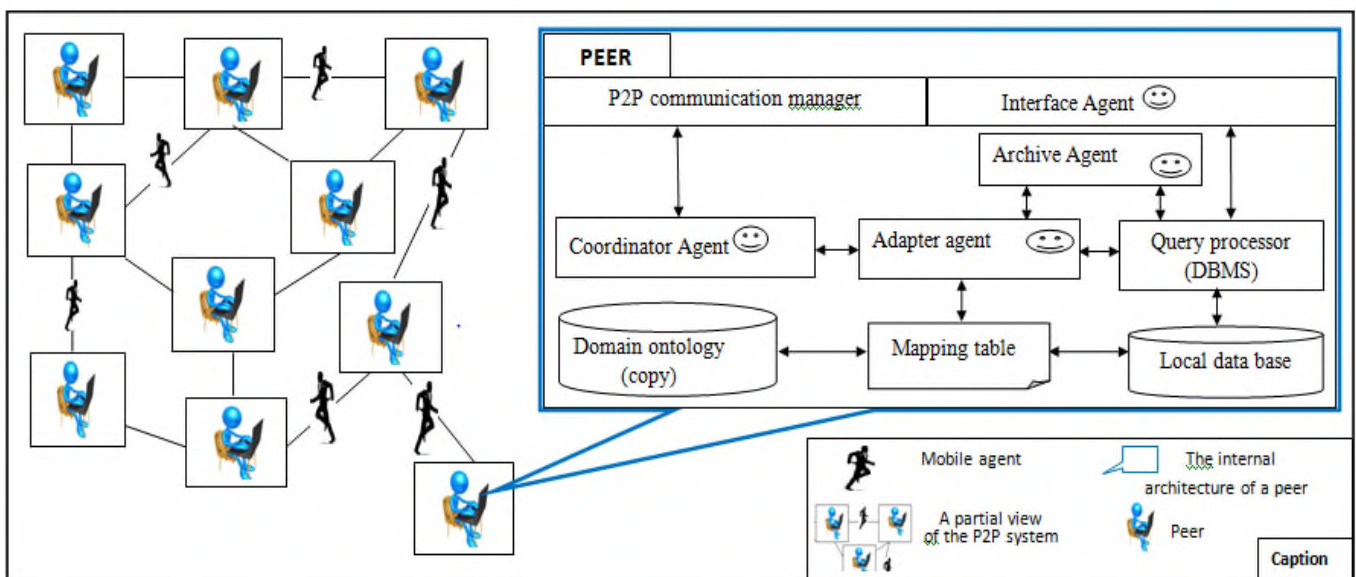 PEER
P2P communication manager
Interface Agent
Archive Agent
Coordinator Agent
Adapter agent
Query processor
(DBMS)
Domain ontology
(copy)
Mapping table
Local data base
Mobile agent
The internal
architecture of a peer
A partial view
of the P2P system
Peer
Caption